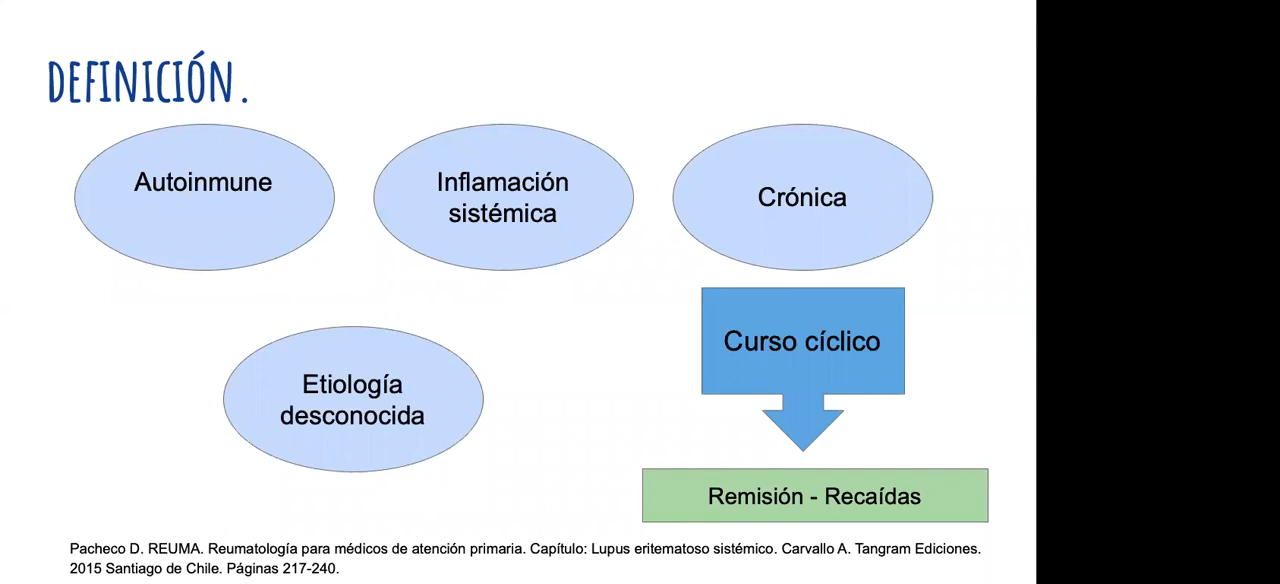 DEFINICIÓN.
Autoinmune
Inflamación
sistémica
Crónica
Curso cíclico
Etiología
desconocida
Remisión - Recaídas
Pacheco D. REUMA. Reumatología para médicos de atención primaria. Capítulo: Lupus eritematoso sistémico. Carvallo A. Tangram Ediciones.
2015 Santiago de Chile. Páginas 217-240.